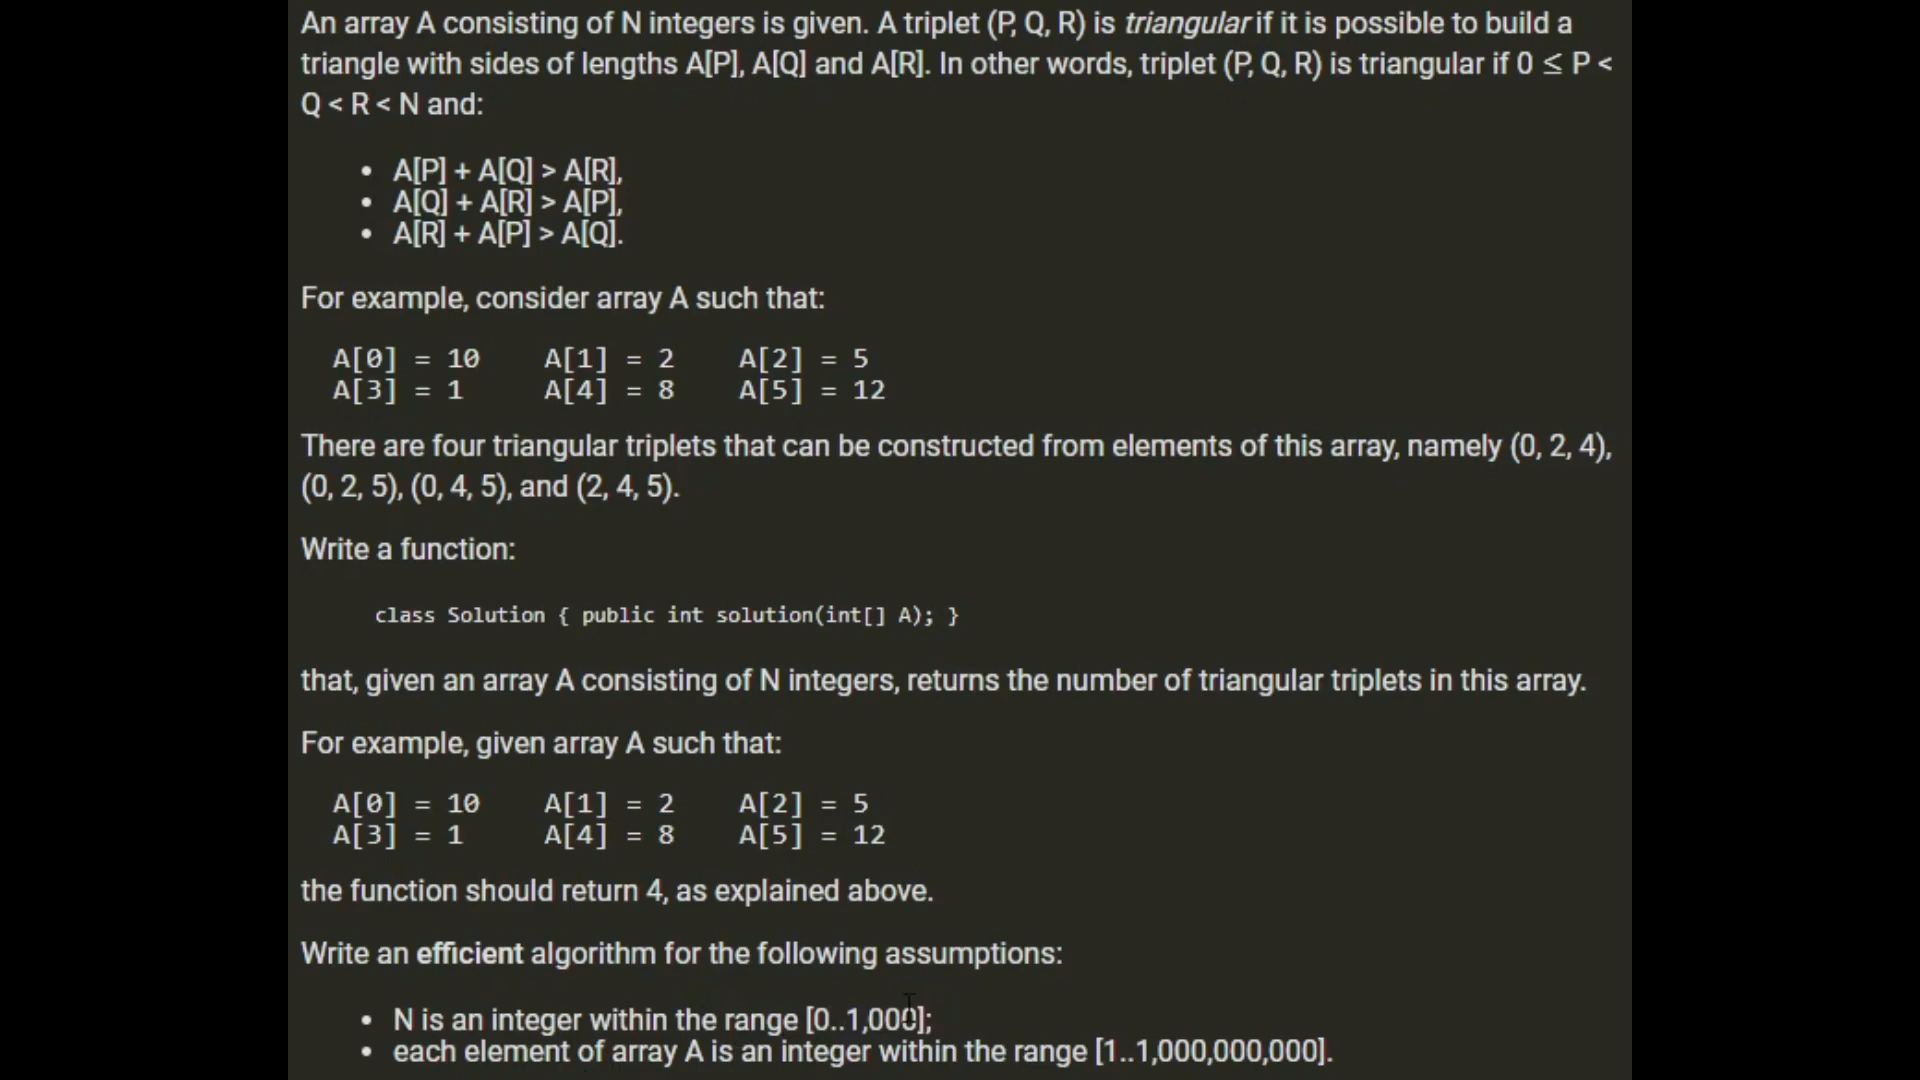 An array A consisting of N integers is given. A triplet (P, Q, R) is triangular if it is possible to build a
triangle with sides of lengths A[P], A[Q] and A[R]. In other words, triplet (P, Q, R) is triangular if 0 ≤ P <
Q < R < N and:
• A[P] + A[Q] > A[R],
• A[Q] + A[R] > A[P],
• A[R] + A[P] > A[Q].
For example, consider array A such that:
A[0] = 10 A[1] = 2 A[2] = 5
A[3] = 1 A[4] = 8 A[5] = 12
There are four triangular triplets that can be constructed from elements of this array, namely (0, 2, 4),
(0, 2, 5), (0, 4, 5), and (2, 4, 5).
Write a function:
class Solution { public int solution(int[] A); }
that, given an array A consisting of N integers, returns the number of triangular triplets in this array.
For example, given array A such that:
A[0] = 10 A[1] = 2 A[2] = 5
A[3] = 1 A[4] = 8 A[5] = 12
the function should return 4, as explained above.
Write an efficient algorithm for the following assumptions:
• N is an integer within the range [0..1,000];
• each element of array A is an integer within the range [1..1,000,000,000].